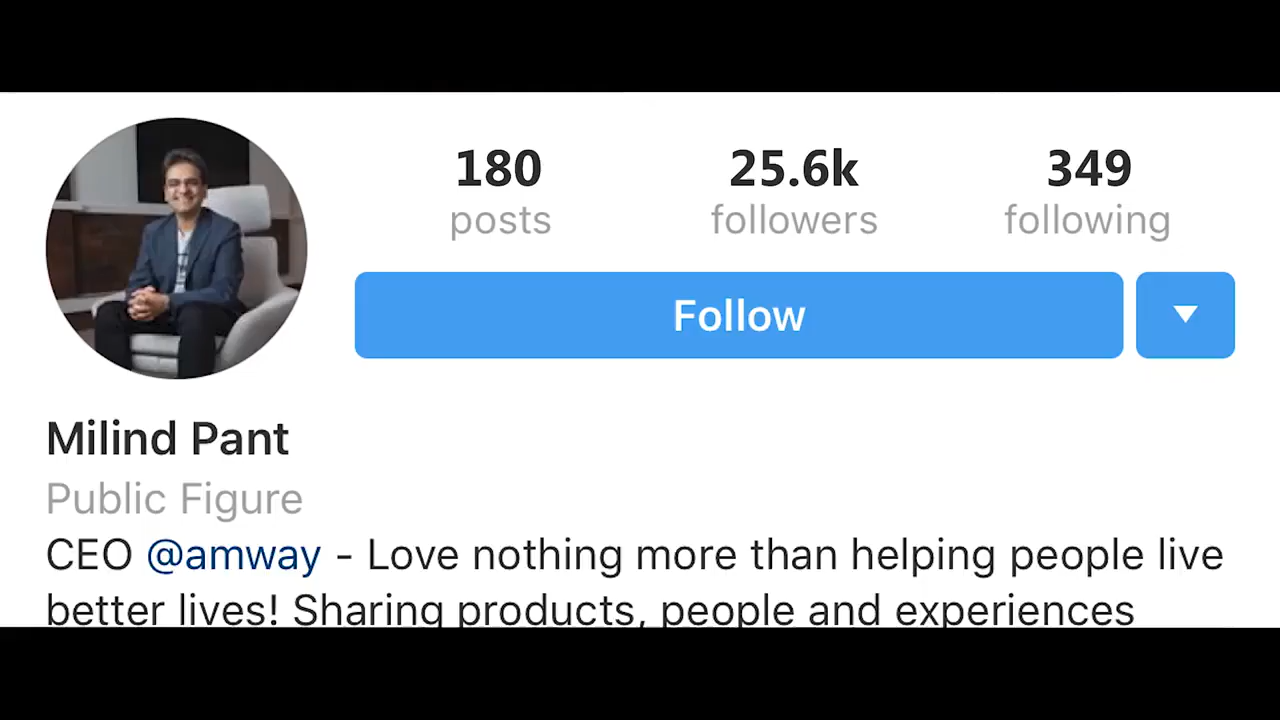 180 25.6k 349
posts followers following
Follow
Milind Pant
Public Figure
CEO @amway - Love nothing more than helping people live
better lives! Sharing products, people and experiences